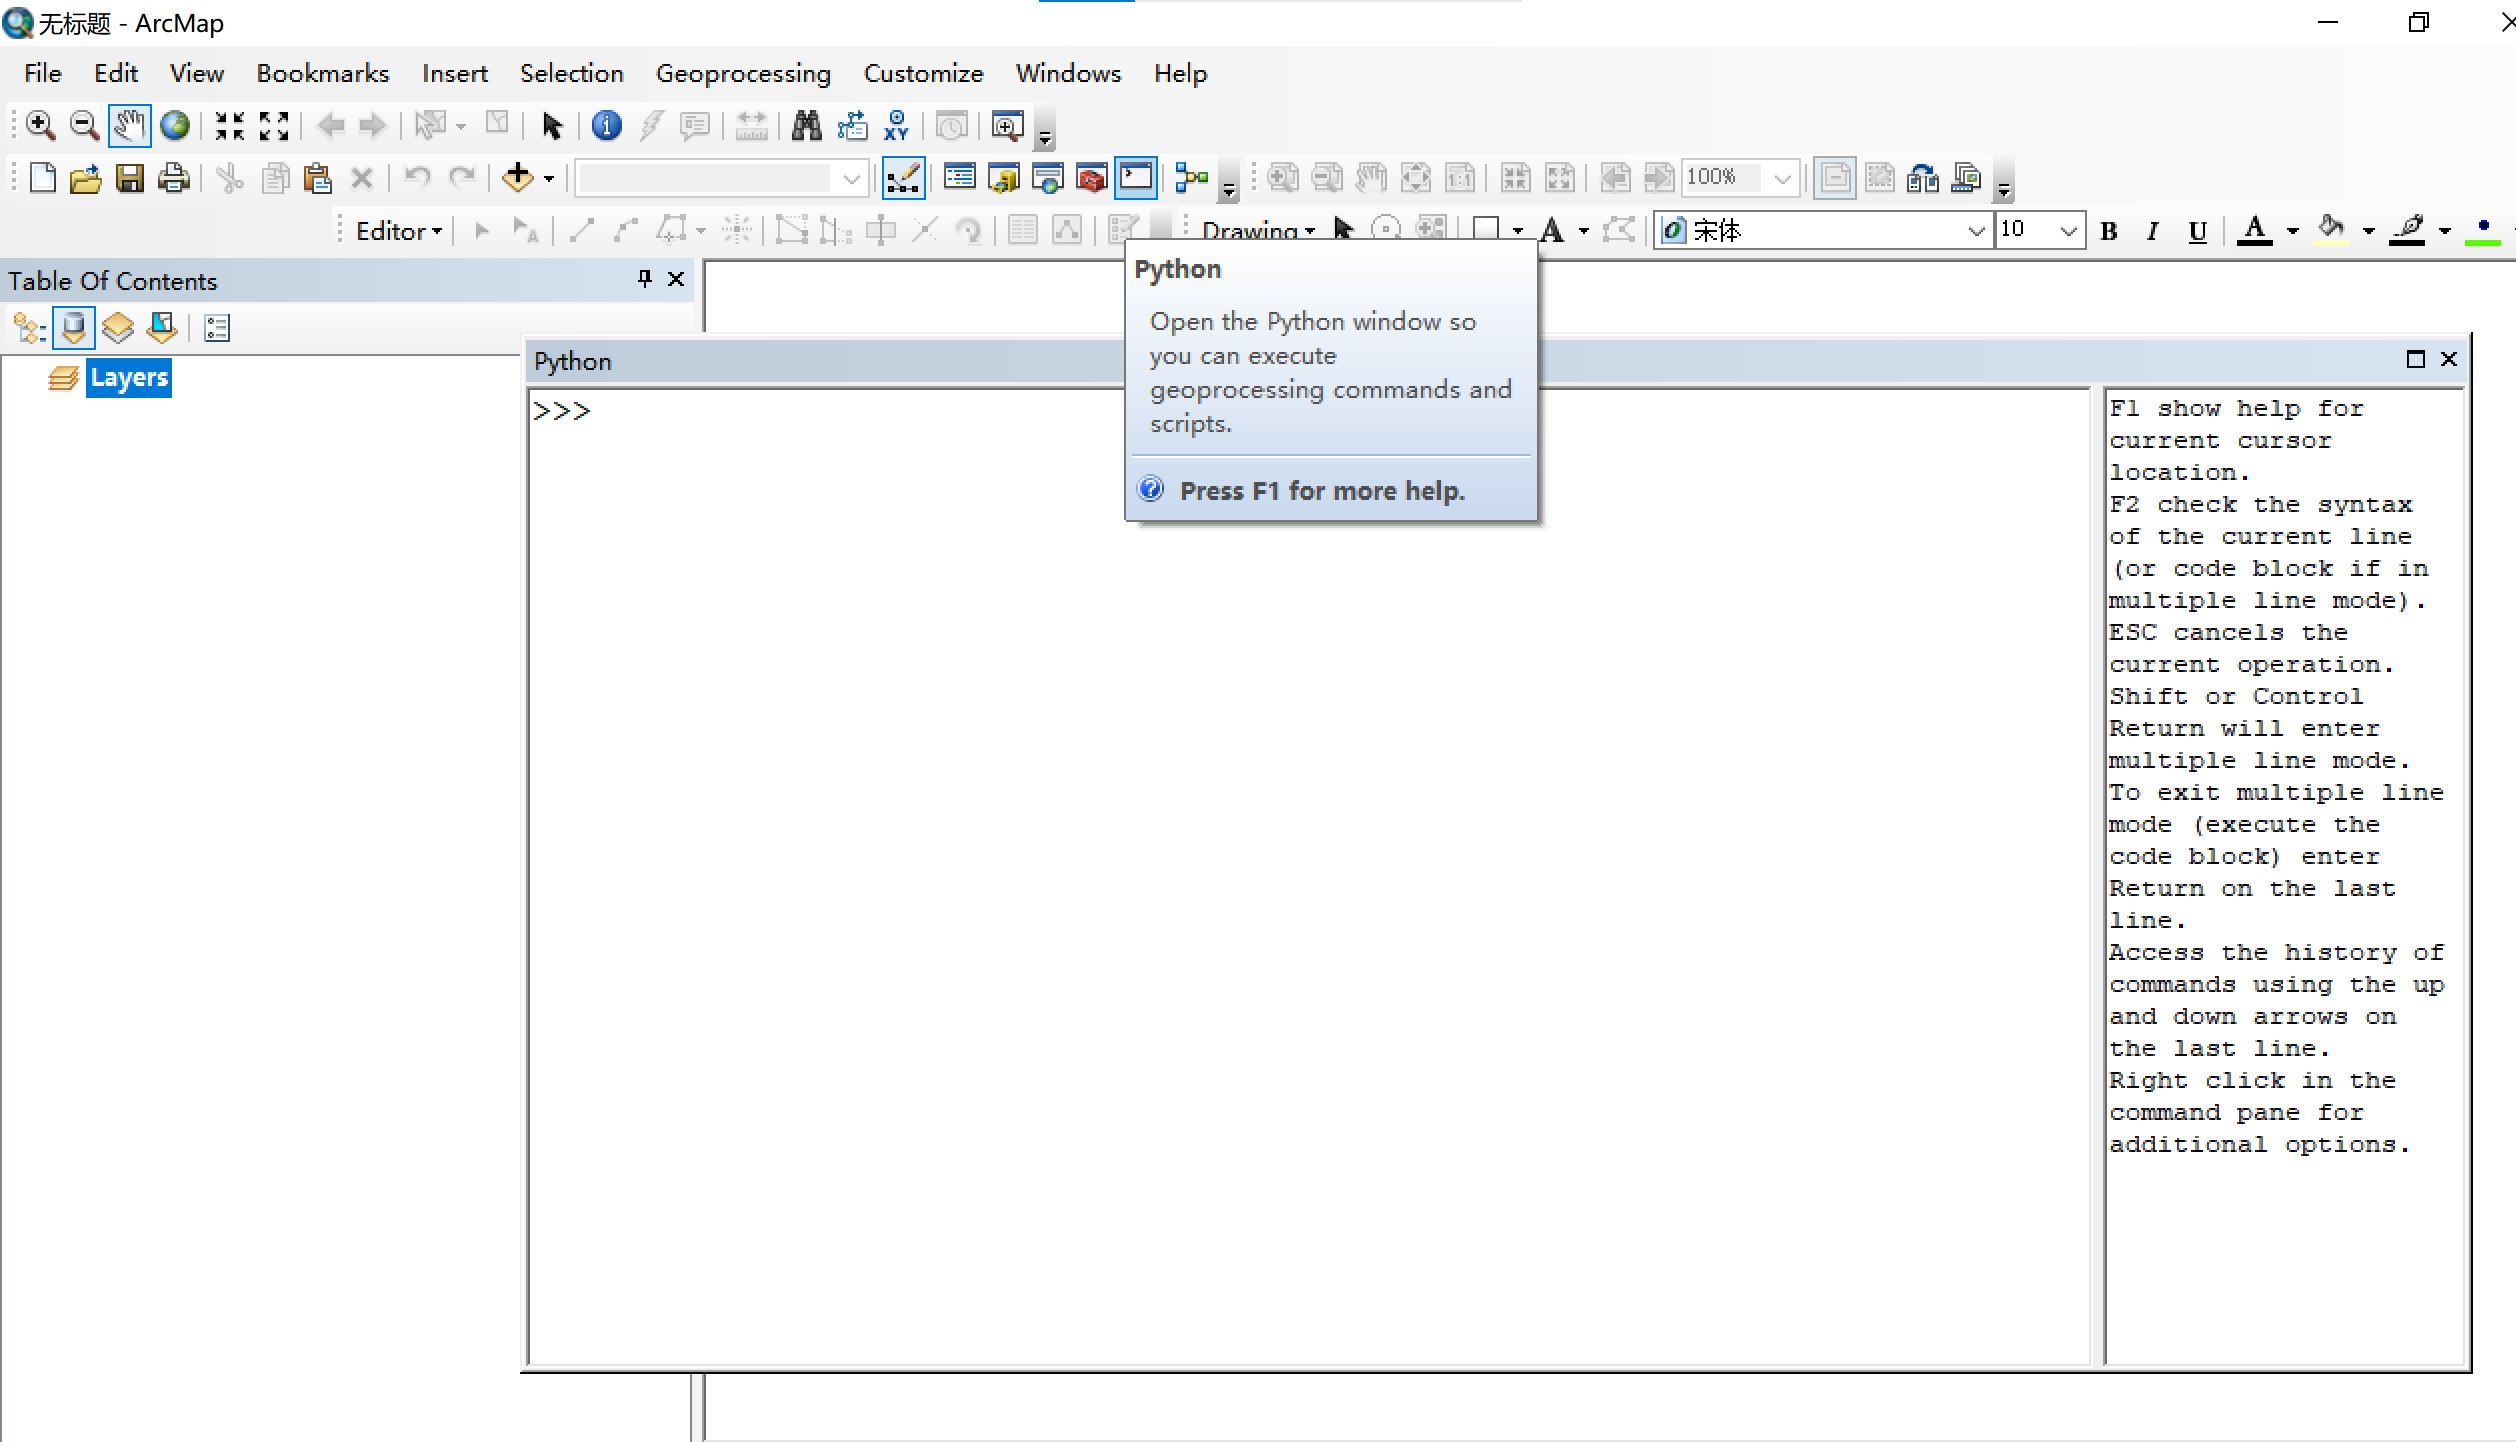 无标题 - ArcMap
File Edit View Bookmarks Insert Selection Geoprocessing Customize Windows Help
XY
1:1 100%
Editor Drawing A 宋体 10 B I U A
Table Of Contents
Layers
Python
>>>
Python
Open the Python window so
you can execute
geoprocessing commands and
scripts.
Press F1 for more help.
F1 show help for
current cursor
location.
F2 check the syntax
of the current line
(or code block if in
multiple line mode).
ESC cancels the
current operation.
Shift or Control
Return will enter
multiple line mode.
To exit multiple line
mode (execute the
code block) enter
Return on the last
line.
Access the history of
commands using the up
and down arrows on
the last line.
Right click in the
command pane for
additional options.